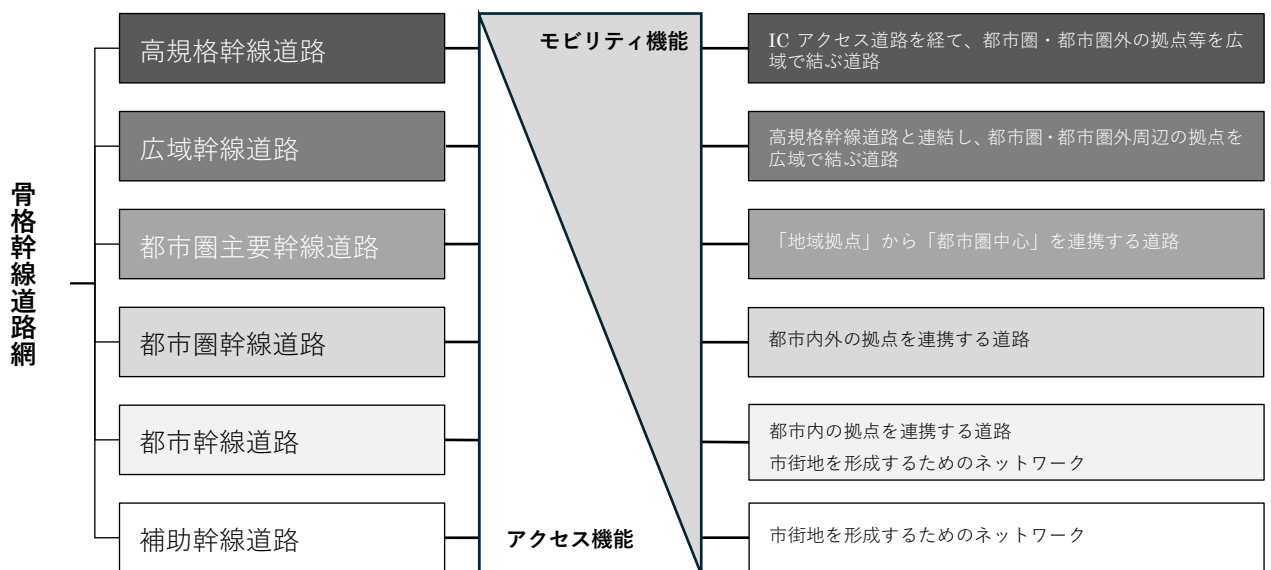 骨格幹線道路網
高規格幹線道路
モビリティ機能
IC アクセス道路を経て、都市圏・都市圏外の拠点等を広
域で結ぶ道路
広域幹線道路
高規格幹線道路と連結し、都市圏・都市圏外周辺の拠点を
広域で結ぶ道路
都市圏主要幹線道路
「地域拠点」から「都市圏中心」を連携する道路
都市圏幹線道路
都市内外の拠点を連携する道路
都市幹線道路
都市内の拠点を連携する道路
市街地を形成するためのネットワーク
補助幹線道路
アクセス機能
市街地を形成するためのネットワーク